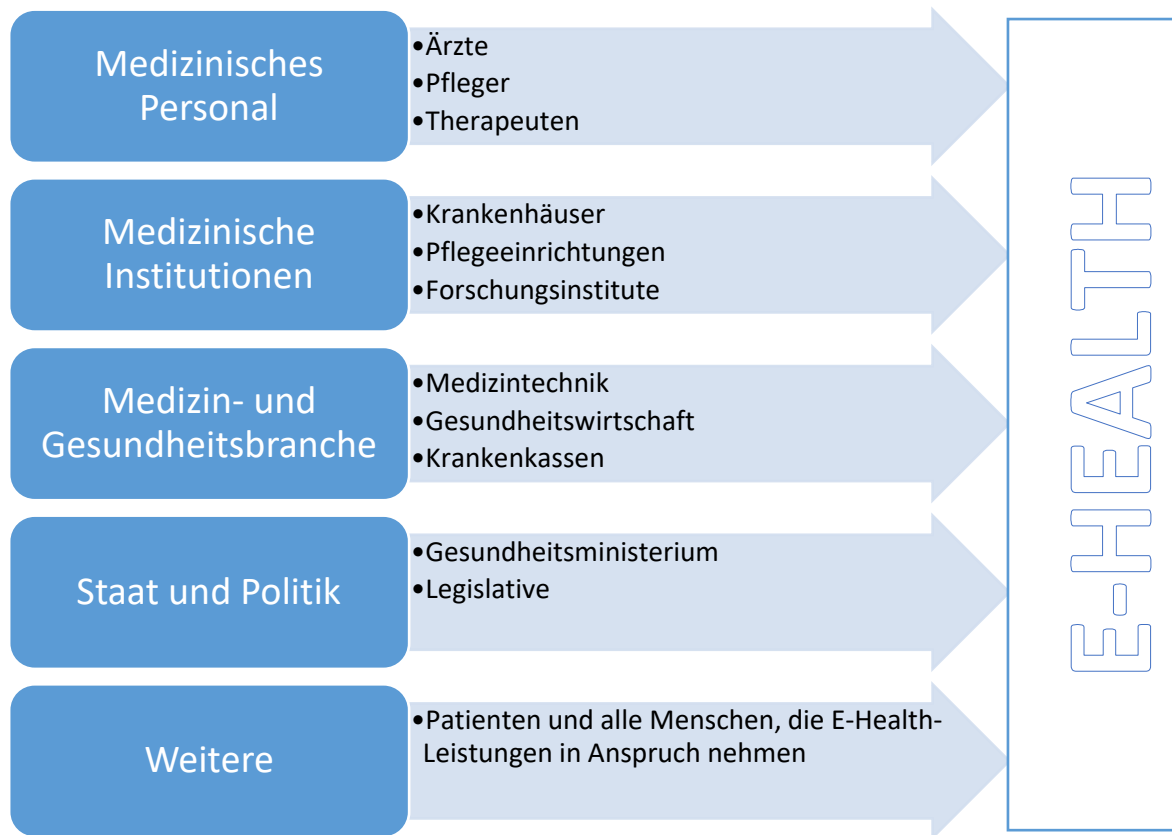 Medizinisches
Personal
•Ärzte
•Pfleger
•Therapeuten
Medizinische
Institutionen
•Krankenhäuser
•Pflegeeinrichtungen
•Forschungsinstitute
Medizin- und
Gesundheitsbranche
•Medizintechnik
•Gesundheitswirtschaft
•Krankenkassen
Staat und Politik
•Gesundheitsministerium
•Legislative
Weitere
•Patienten und alle Menschen, die E-Health-
Leistungen in Anspruch nehmen
E-HEALTH